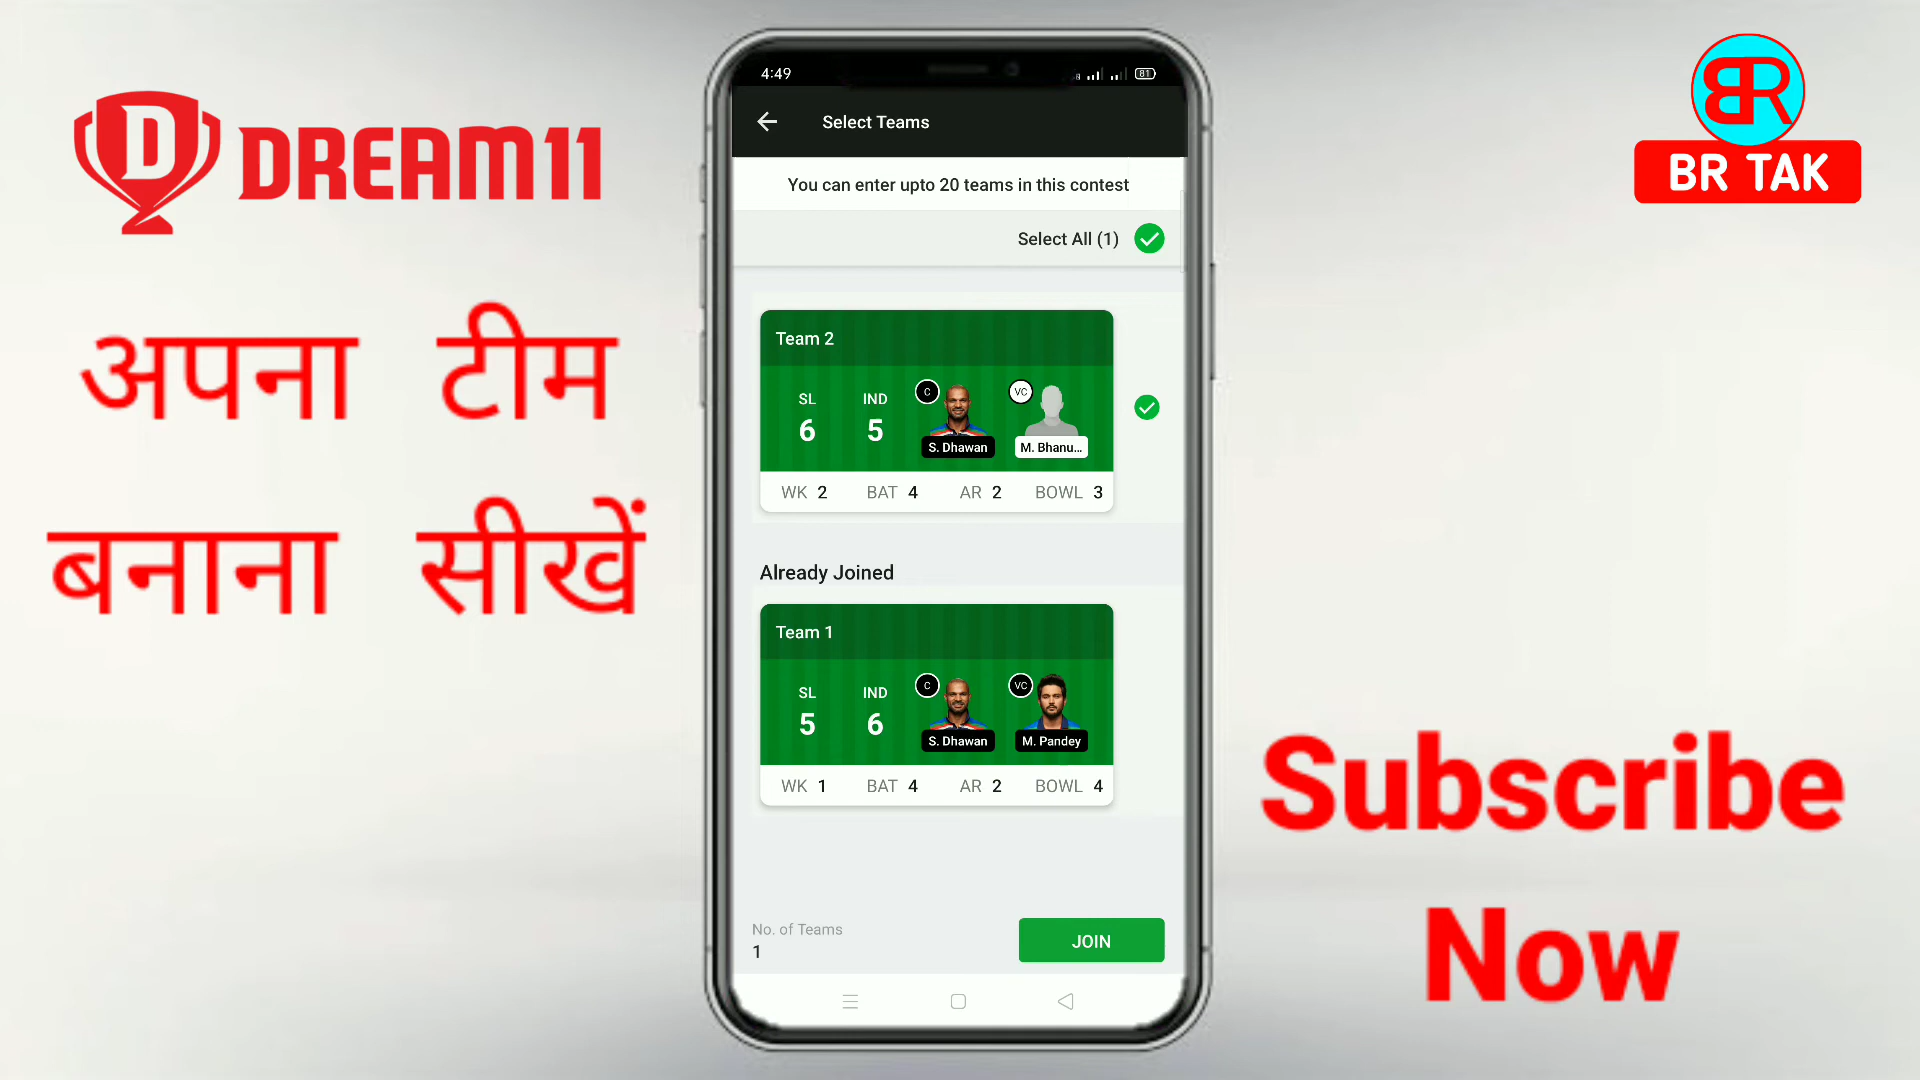 D DREAM11
अपना टीम
बनाना सीखें
4:49
81
Select Teams
You can enter upto 20 teams in this contest
Select All (1)
Team 2
SL IND C VC
6 5
S. Dhawan M. Bhanu...
WK 2 BAT 4 AR 2 BOWL 3
Already Joined
Team 1
SL IND C VC
5 6
S. Dhawan M. Pandey
WK 1 BAT 4 AR 2 BOWL 4
No. of Teams
1
JOIN
BR
BR TAK
Subscribe
Now